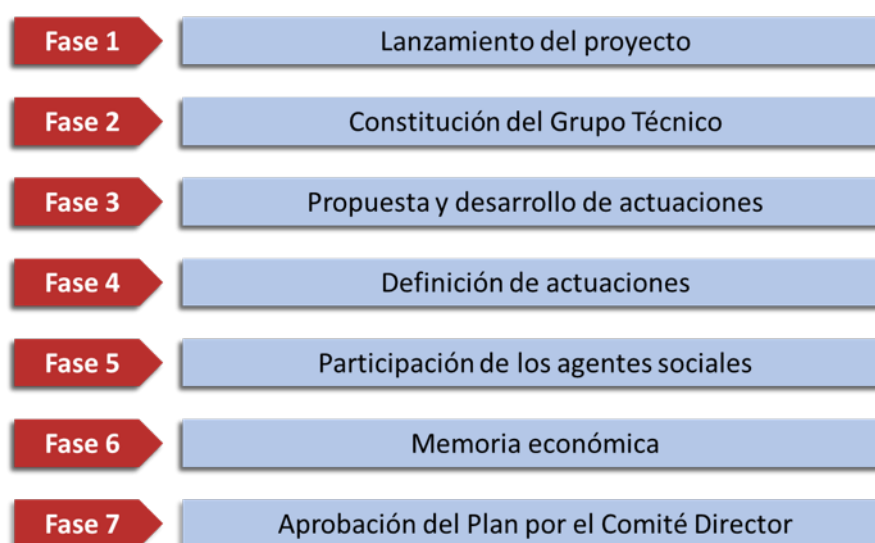 Fase 1
Lanzamiento del proyecto
Fase 2
Constitución del Grupo Técnico
Fase 3
Propuesta y desarrollo de actuaciones
Fase 4
Definición de actuaciones
Fase 5
Participación de los agentes sociales
Fase 6
Memoria económica
Fase 7
Aprobación del Plan por el Comité Director